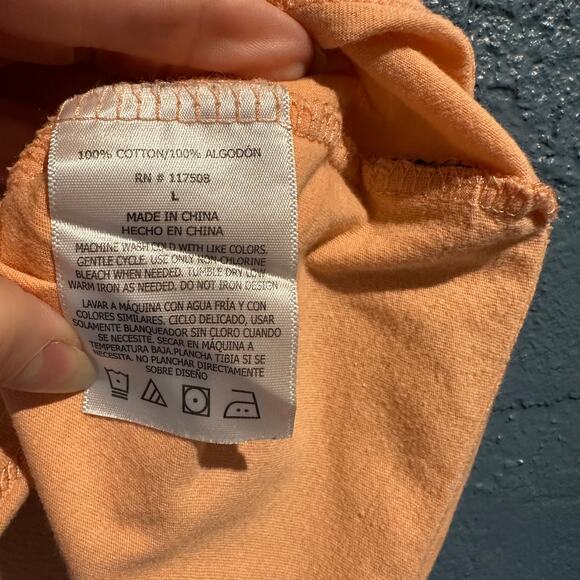 100% COTTON/100% ALGODÓN
RN # 117508
L
MADE IN CHINA
HECHO EN CHINA
MACHINE WASH COLD WITH LIKE COLORS.
GENTLE CYCLE. USE ONLY NON-CHLORINE
BLEACH WHEN NEEDED. TUMBLE DRY LOW.
WARM IRON AS NEEDED. DO NOT IRON DESIGN
LAVAR A MÁQUINA CON AGUA FRÍA Y CON
COLORES SIMILARES. CICLO DELICADO, USAR
SOLAMENTE BLANQUEADOR SIN CLORO CUANDO
SE NECESITE. SECAR EN MÁQUINA A
TEMPERATURA BAJA.PLANCHA TIBIA SI SE
NECESITA. NO PLANCHAR DIRECTAMENTE
SOBRE DISEÑO